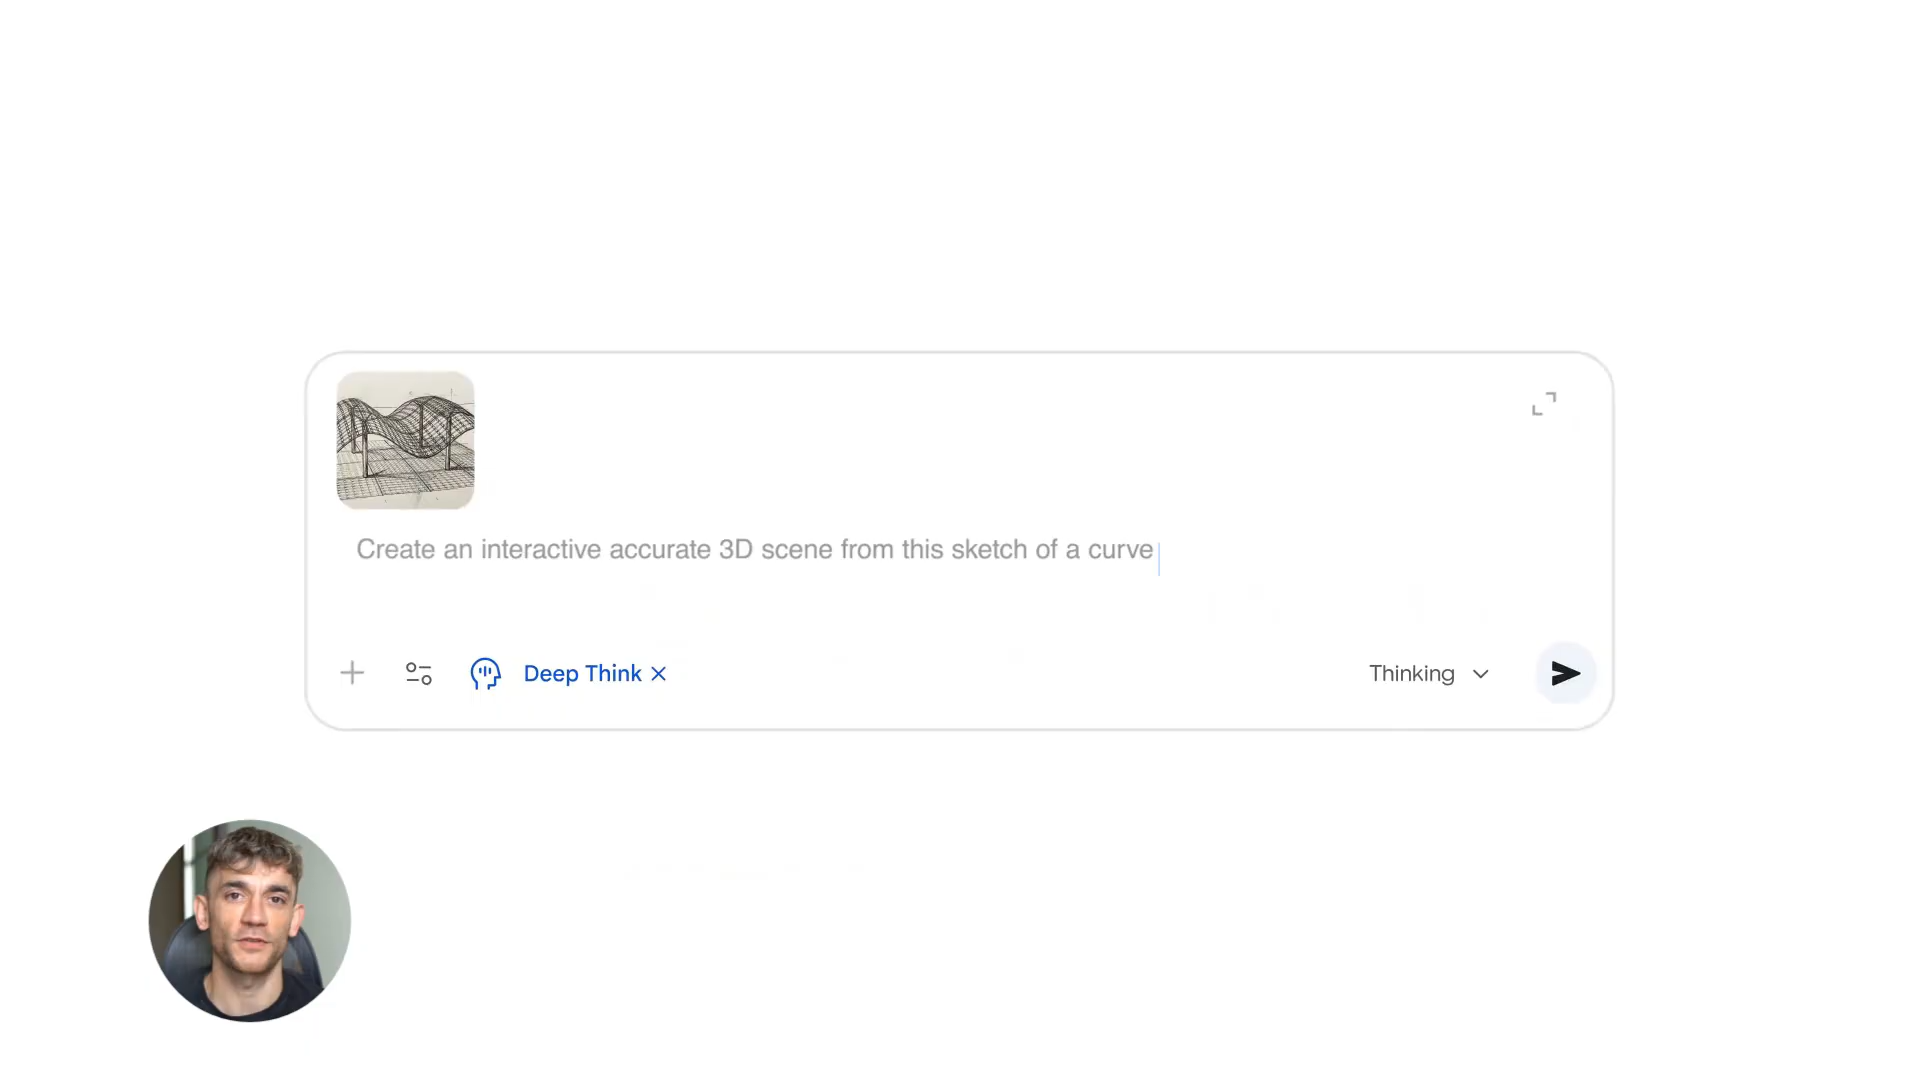 Create an interactive accurate 3D scene from this sketch of a curve
Deep Think
Thinking